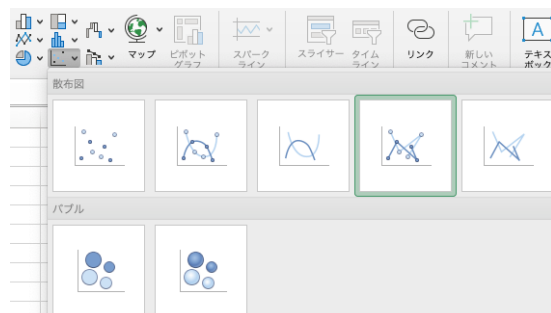 マップ
ピボット
グラフ
スパーク
ライン
スライサー
タイム
ライン
リンク
新しい
コメント
テキス
ボック
散布図
バブル